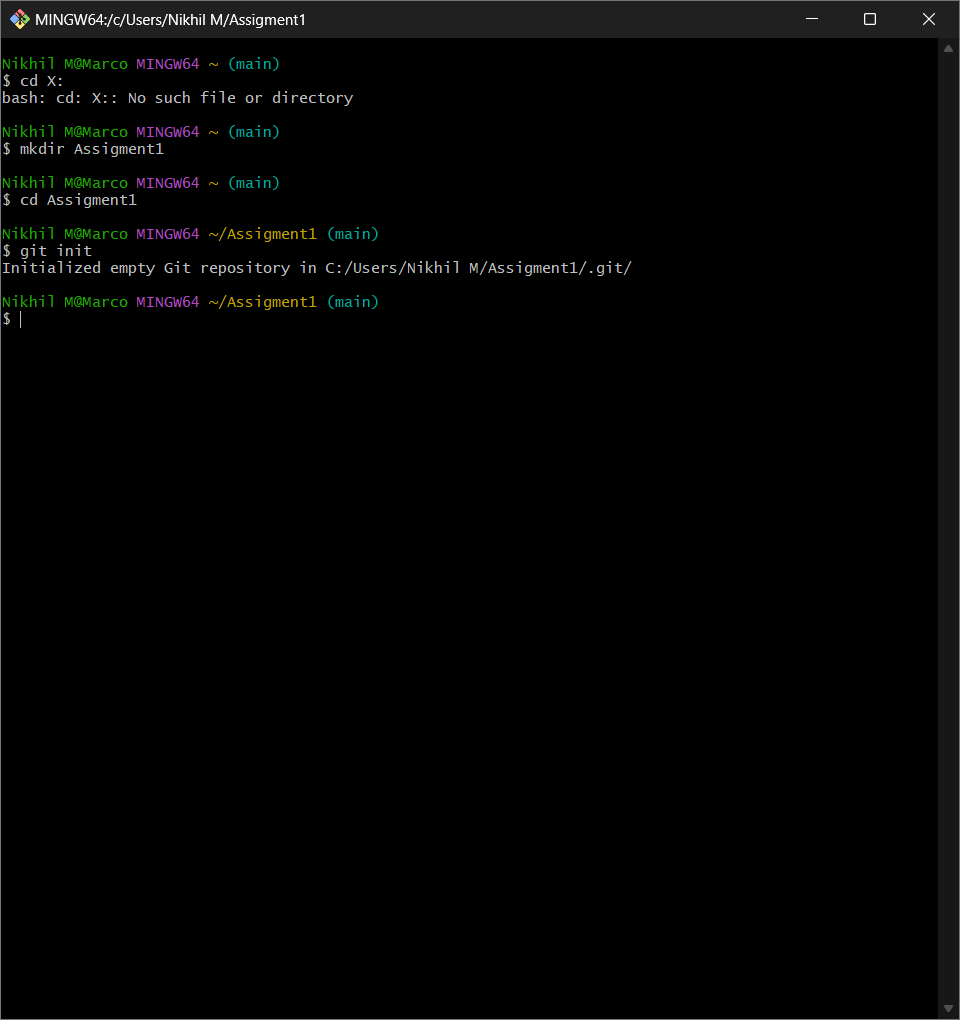 MINGW64:/c/Users/Nikhil M/Assigment1
Nikhil M@Marco MINGW64 ~ (main)
$ cd X:
bash: cd: X:: No such file or directory
Nikhil M@Marco MINGW64 ~ (main)
$ mkdir Assigment1
Nikhil M@Marco MINGW64 ~ (main)
$ cd Assigment1
Nikhil M@Marco MINGW64 ~/Assigment1 (main)
$ git init
Initialized empty Git repository in C:/Users/Nikhil M/Assigment1/.git/
Nikhil M@Marco MINGW64 ~/Assigment1 (main)
$